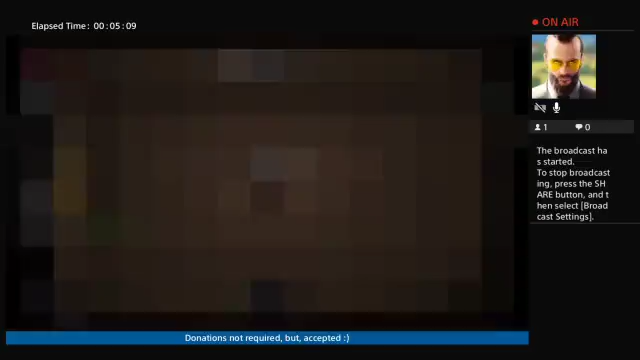 Elapsed Time: 00:05:09
ON AIR
1 0
The broadcast ha
s started.
To stop broadcast
ing, press the SH
ARE button, and t
hen select [Broad
cast Settings].
Donations not required, but, accepted :)